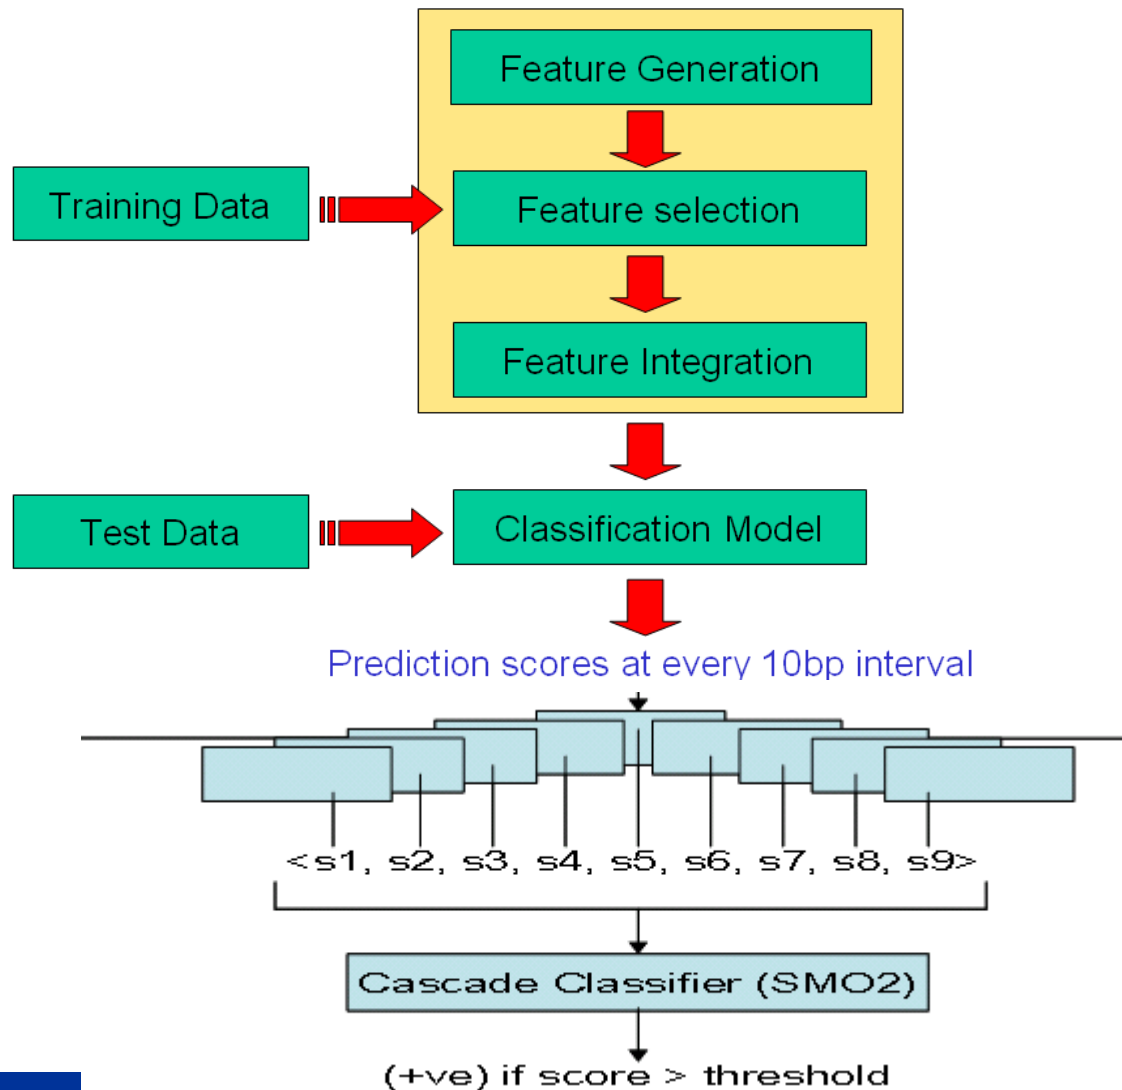 Feature Generation
Training Data
Feature selection
Feature Integration
Test Data
Classification Model
Prediction scores at every 10bp interval
<s1, s2, s3, s4, s5, s6, s7, s8, s9>
Cascade Classifier (SMO2)
(+ve) if score > threshold